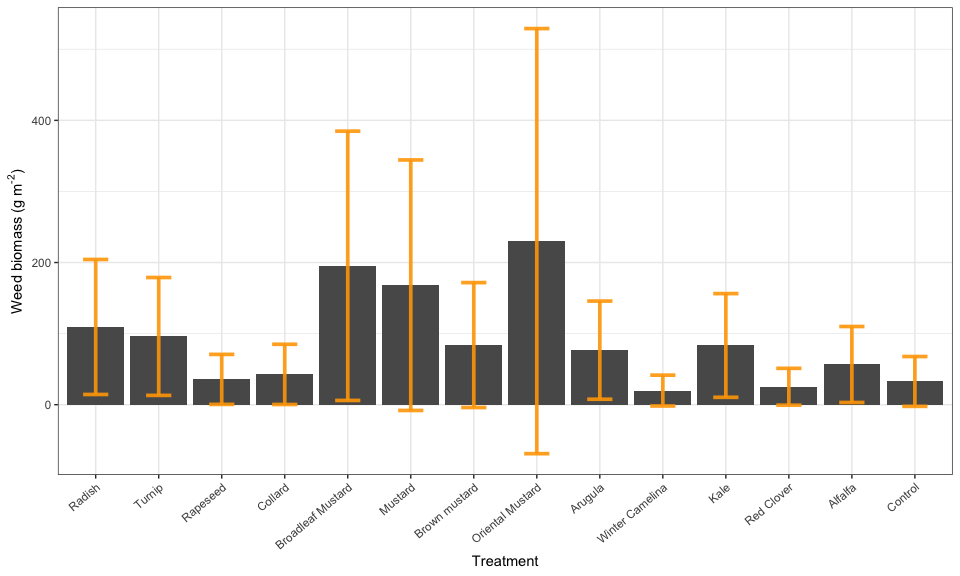 Weed biomass (g m⁻²)
400
200
0
Radish
Turnip
Rapeseed
Collard
Broadleaf Mustard
Mustard
Brown mustard
Oriental Mustard
Arugula
Winter Camelina
Kale
Red Clover
Alfalfa
Control
Treatment